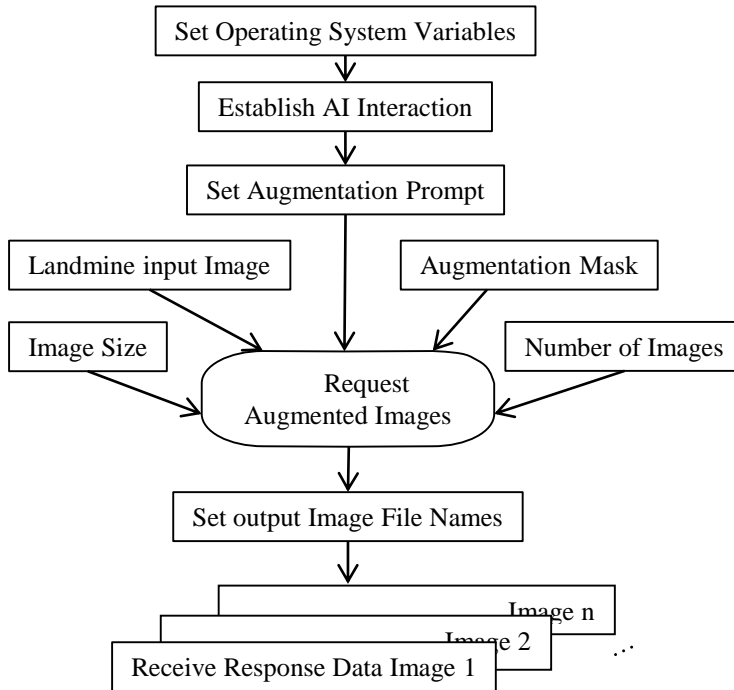 Set Operating System Variables
Establish AI Interaction
Set Augmentation Prompt
Landmine input Image
Augmentation Mask
Image Size
Number of Images
Request
Augmented Images
Set output Image File Names
Image n
Image 2
...
Receive Response Data Image 1